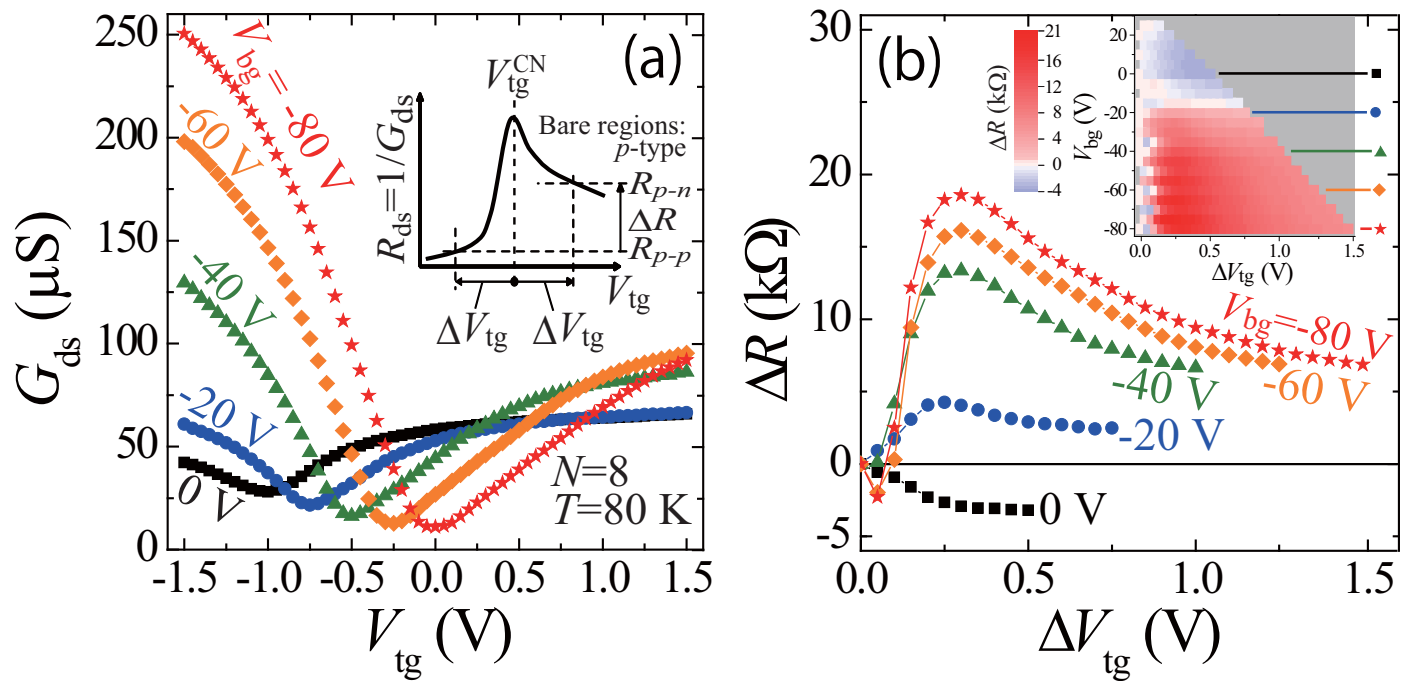 (a)
250
200
150
100
50
0
G_ds (μS)
-1.5 -1.0 -0.5 0.0 0.5 1.0 1.5
V_tg (V)
V_bg=-80 V
-60 V
-40 V
-20 V
0 V
N=8
T=80 K
V_tg^CN
Bare regions:
p-type
R_ds=1/G_ds
R_p-n
ΔR
R_p-p
V_tg
ΔV_tg ΔV_tg
(b)
30
20
10
0
-5
ΔR (kΩ)
0.0 0.5 1.0 1.5
ΔV_tg (V)
V_bg=-80 V
-60 V
-40 V
-20 V
0 V
ΔR (kΩ)
21
16
12
8
4
0
-4
V_bg (V)
20
0
-20
-40
-60
-80
0.0 0.5 1.0 1.5
ΔV_tg (V)